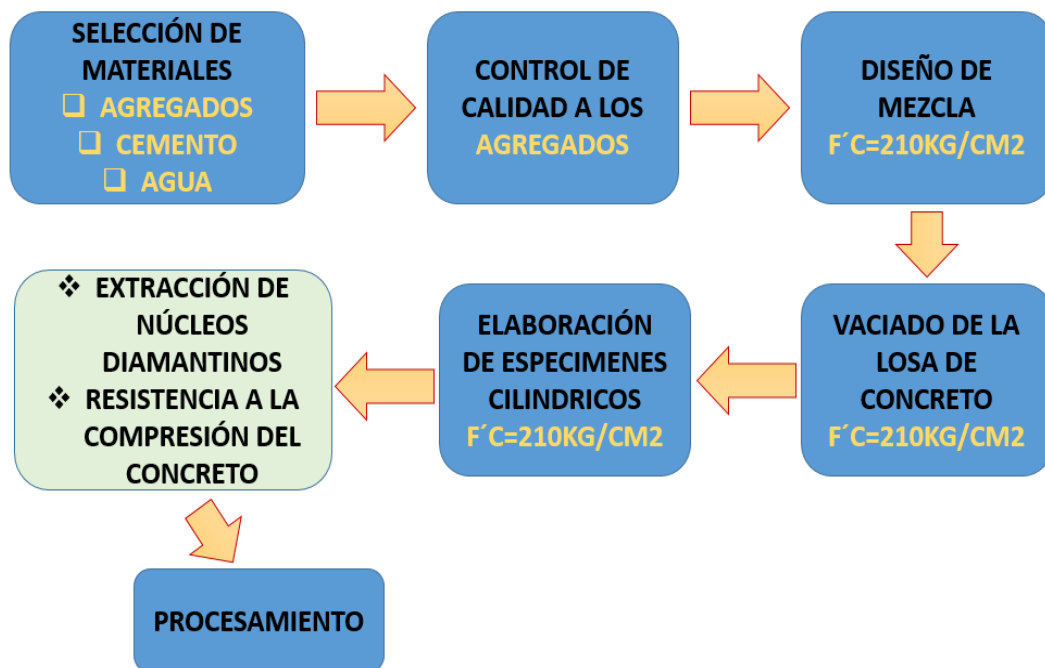 SELECCIÓN DE
MATERIALES
❑ AGREGADOS
❑ CEMENTO
❑ AGUA
CONTROL DE
CALIDAD A LOS
AGREGADOS
DISEÑO DE
MEZCLA
F´C=210KG/CM2
VACIADO DE LA
LOSA DE
CONCRETO
F´C=210KG/CM2
ELABORACIÓN
DE ESPECIMENES
CILINDRICOS
F´C=210KG/CM2
❖ EXTRACCIÓN DE
NÚCLEOS
DIAMANTINOS
❖ RESISTENCIA A LA
COMPRESIÓN DEL
CONCRETO
PROCESAMIENTO